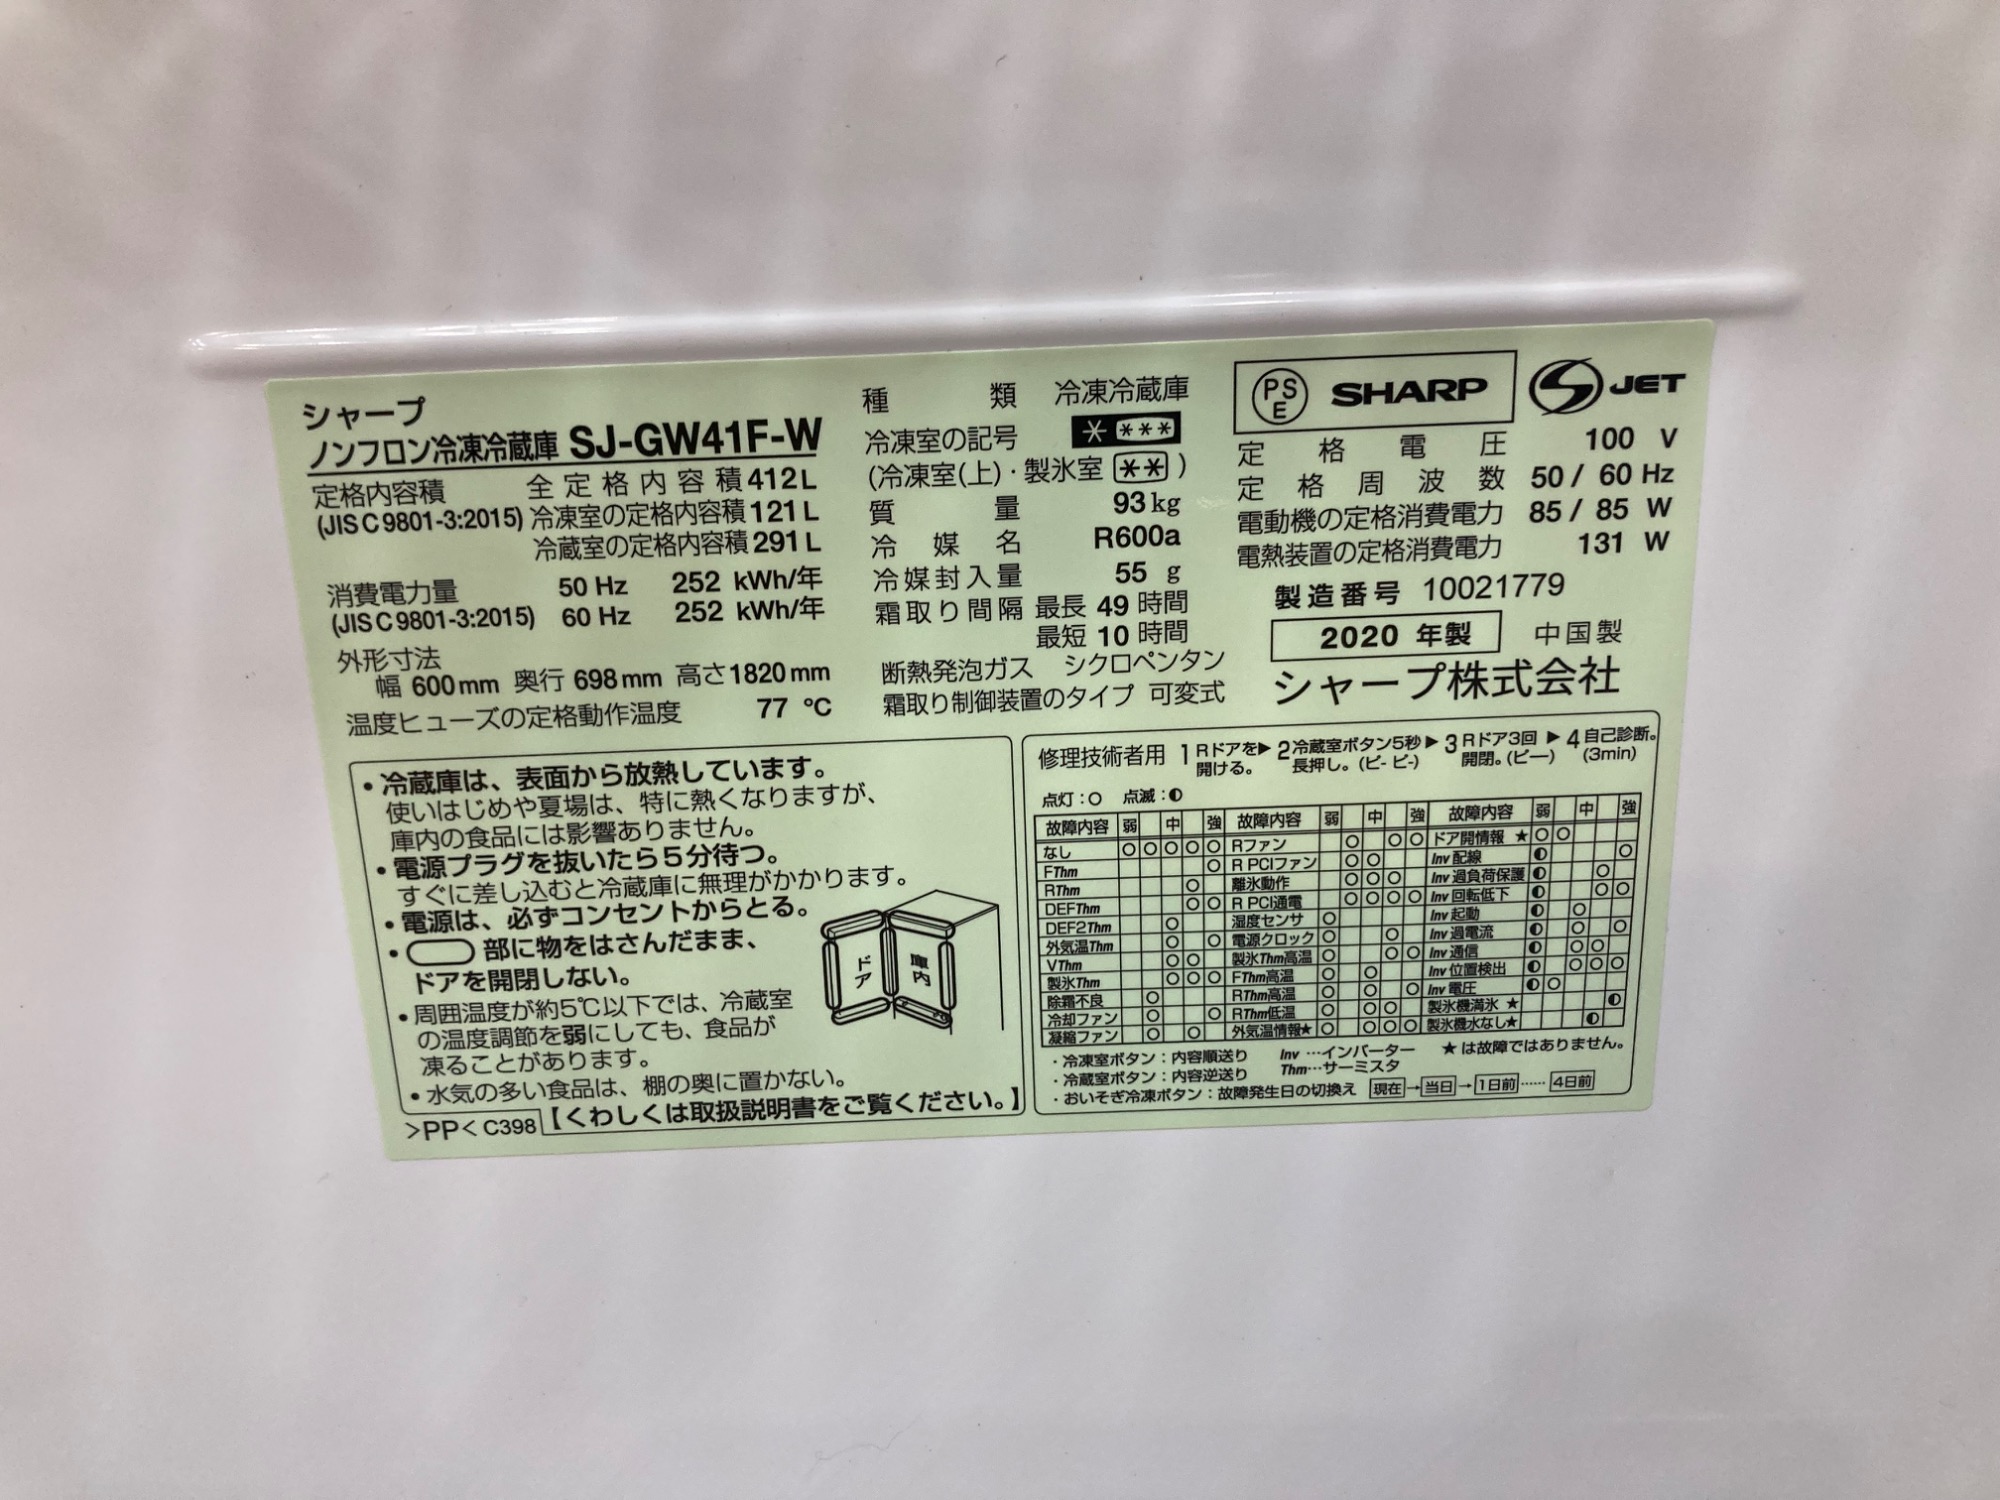 シャープ
ノンフロン冷凍冷蔵庫 SJ-GW41F-W
定格内容積 全定格内容積 412L
(JIS C 9801-3:2015) 冷凍室の定格内容積 121L
冷蔵室の定格内容積 291L
消費電力量 50 Hz 252 kWh/年
(JIS C 9801-3:2015) 60 Hz 252 kWh/年
外形寸法
幅 600mm 奥行 698mm 高さ1820mm
温度ヒューズの定格動作温度 77 ℃
種類 冷凍冷蔵庫
冷凍室の記号 * ***
(冷凍室(上)・製氷室 ** )
質量 93kg
冷媒名 R600a
冷媒封入量 55 g
霜取り間隔 最長 49 時間
最短 10 時間
断熱発泡ガス シクロペンタン
霜取り制御装置のタイプ 可変式
PSE SHARP S JET
定格電圧 100 V
定格周波数 50 / 60 Hz
電動機の定格消費電力 85 / 85 W
電熱装置の定格消費電力 131 W
製造番号 10021779
2020 年製 中国製
シャープ株式会社
・冷蔵庫は、表面から放熱しています。
使いはじめや夏場は、特に熱くなりますが、
庫内の食品には影響ありません。
・電源プラグを抜いたら5分待つ。
すぐに差し込むと冷蔵庫に無理がかかります。
・電源は、必ずコンセントからとる。
・ 部に物をはさんだまま、
ドアを開閉しない。
・周囲温度が約5℃以下では、冷蔵室
の温度調節を弱にしても、食品が
凍ることがあります。
・水気の多い食品は、棚の奥に置かない。
ドア 庫内
>PP< C398 【くわしくは取扱説明書をご覧ください。】
修理技術者用 1 Rドアを開ける。 ▶ 2 冷蔵室ボタン5秒長押し。(ピ- ピ-) ▶ 3 Rドア3回開閉。(ピー) ▶ 4 自己診断。(3min)
点灯:○ 点滅:◐
故障内容 弱 中 強 故障内容 弱 中 強 故障内容 弱 中 強
なし ○ ○ ○ ○ ○ Rファン ○ ○ ○ ドア開情報 ★ ○ ○
FThm ○ R PCIファン ○ ○ Inv 配線 ◐ ○
RThm ○ 離氷動作 ○ ○ ○ Inv 過負荷保護 ◐ ○
DEFThm ○ ○ R PCI通電 ○ ○ ○ ○ Inv 回転低下 ◐ ○ ○
DEF2Thm ○ 湿度センサ ○ Inv 起動 ◐ ○
外気温Thm ○ ○ 電源クロック ○ ○ Inv 過電流 ◐ ○ ○
VThm ○ ○ 製氷Thm高温 ○ ○ ○ Inv 通信 ◐ ○ ○
製氷Thm ○ ○ ○ FThm高温 ○ ○ Inv 位置検出 ◐ ○ ○ ○
除霜不良 ○ RThm高温 ○ ○ ○ Inv 電圧 ◐ ○
冷却ファン ○ ○ RThm低温 ○ ○ ○ 製氷機満氷 ★ ◐
凝縮ファン ○ ○ 外気温情報★ ○ ○ ○ ○ 製氷機水なし★ ◐
・冷凍室ボタン:内容順送り Inv …インバーター ★は故障ではありません。
・冷蔵室ボタン:内容逆送り Thm…サーミスタ
・おいそぎ冷凍ボタン:故障発生日の切換え 現在→当日→1日前……4日前